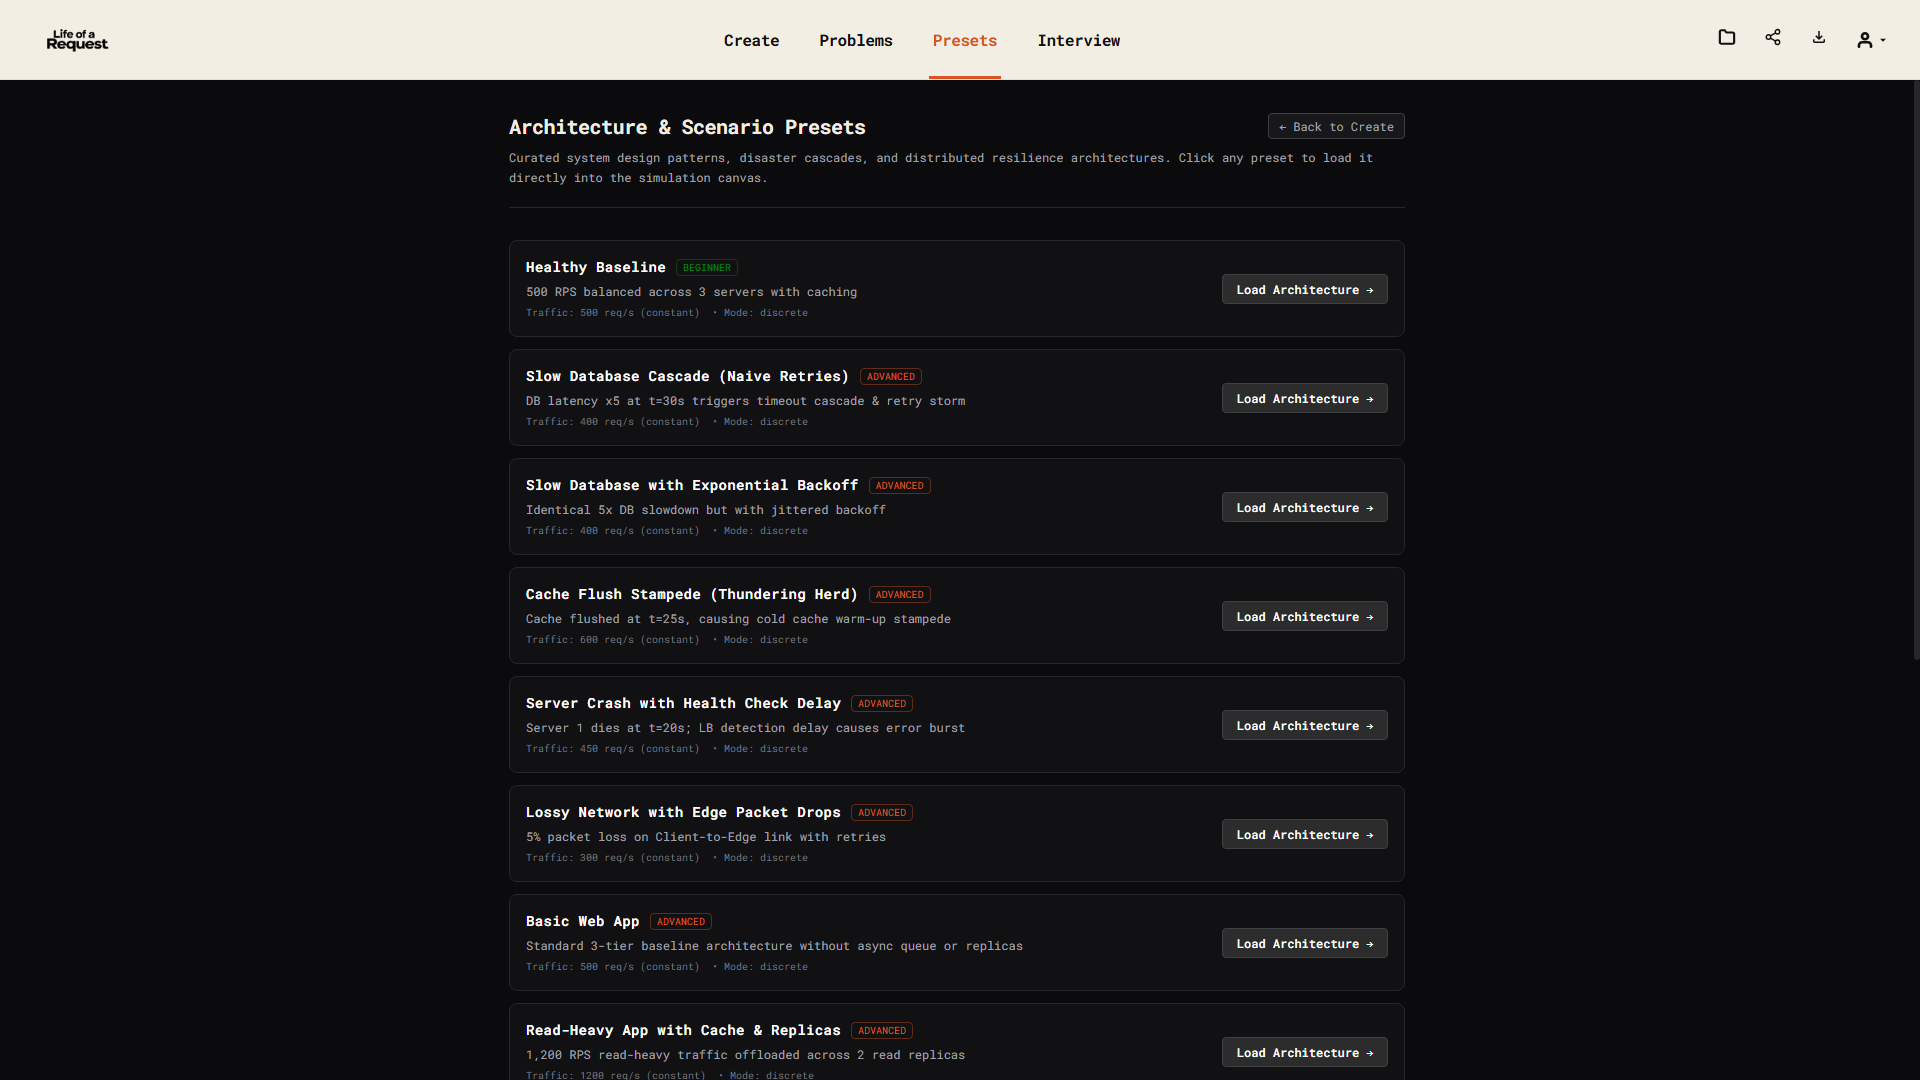 Life of a
Request
Create
Problems
Presets
Interview
Architecture & Scenario Presets
← Back to Create
Curated system design patterns, disaster cascades, and distributed resilience architectures. Click any preset to load it
directly into the simulation canvas.
Healthy Baseline BEGINNER
500 RPS balanced across 3 servers with caching
Traffic: 500 req/s (constant) • Mode: discrete
Load Architecture →
Slow Database Cascade (Naive Retries) ADVANCED
DB latency x5 at t=30s triggers timeout cascade & retry storm
Traffic: 400 req/s (constant) • Mode: discrete
Load Architecture →
Slow Database with Exponential Backoff ADVANCED
Identical 5x DB slowdown but with jittered backoff
Traffic: 400 req/s (constant) • Mode: discrete
Load Architecture →
Cache Flush Stampede (Thundering Herd) ADVANCED
Cache flushed at t=25s, causing cold cache warm-up stampede
Traffic: 600 req/s (constant) • Mode: discrete
Load Architecture →
Server Crash with Health Check Delay ADVANCED
Server 1 dies at t=20s; LB detection delay causes error burst
Traffic: 450 req/s (constant) • Mode: discrete
Load Architecture →
Lossy Network with Edge Packet Drops ADVANCED
5% packet loss on Client-to-Edge link with retries
Traffic: 300 req/s (constant) • Mode: discrete
Load Architecture →
Basic Web App ADVANCED
Standard 3-tier baseline architecture without async queue or replicas
Traffic: 500 req/s (constant) • Mode: discrete
Load Architecture →
Read-Heavy App with Cache & Replicas ADVANCED
1,200 RPS read-heavy traffic offloaded across 2 read replicas
Traffic: 1200 req/s (constant) • Mode: discrete
Load Architecture →